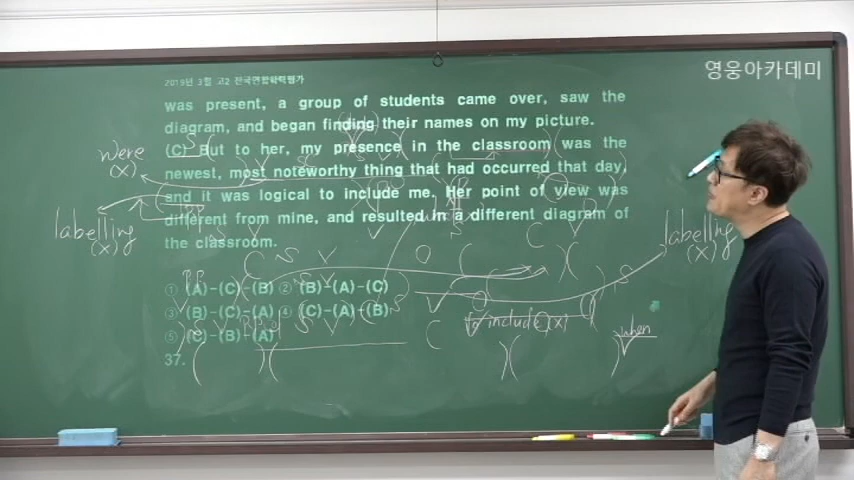 영웅아카데미
2019년 3월 고2 전국연합학력평가
was present, a group of students came over, saw the
diagram, and began finding their names on my picture.
(C) But to her, my presence in the classroom was the
newest, most noteworthy thing that had occurred that day,
and it was logical to include me. Her point of view was
different from mine, and resulted in a different diagram of
the classroom.
① (A)-(C)-(B) ② (B)-(A)-(C)
③ (B)-(C)-(A) ④ (C)-(A)-(B)
⑤ (C)-(B)-(A)
37.
were
(x)
labelling
(x)
labelling
(x)
to include (x)
when